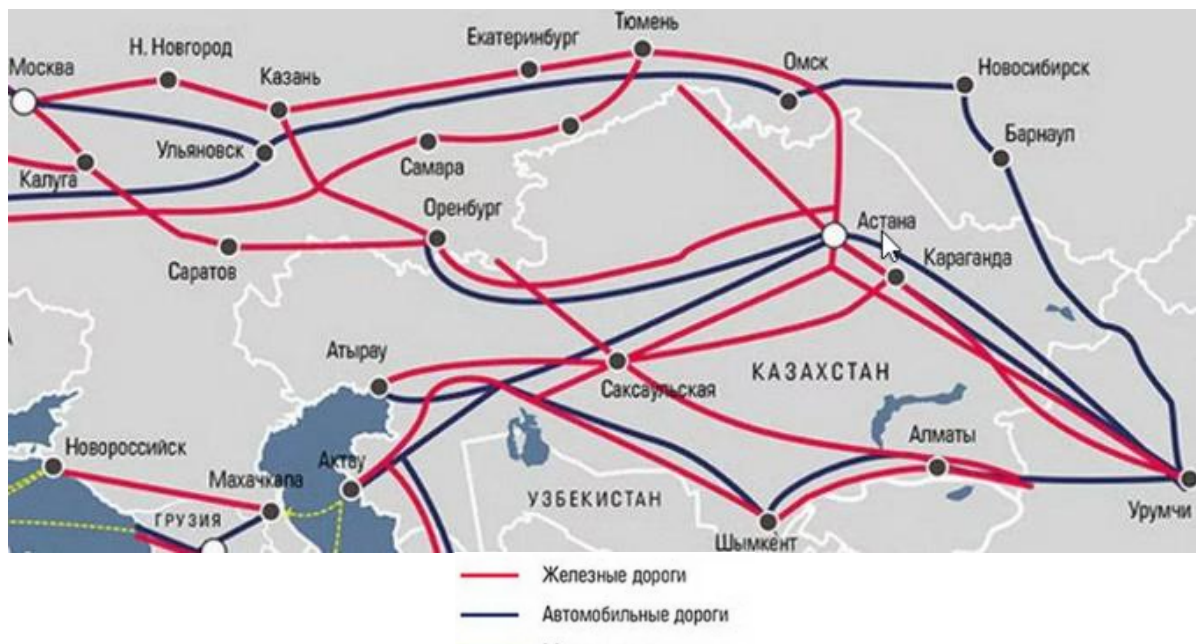 Тюмень
Екатеринбург
Н. Новгород
Омск
Москва
Казань
Новосибирск
Барнаул
Ульяновск
Самара
Калуга
Оренбург
Астана
Саратов
Караганда
Атырау
КАЗАХСТАН
Саксаульская
Алматы
Новороссийск
Актау
Махачкала
УЗБЕКИСТАН
Урумчи
ГРУЗИЯ
Шымкент
Железные дороги
Автомобильные дороги